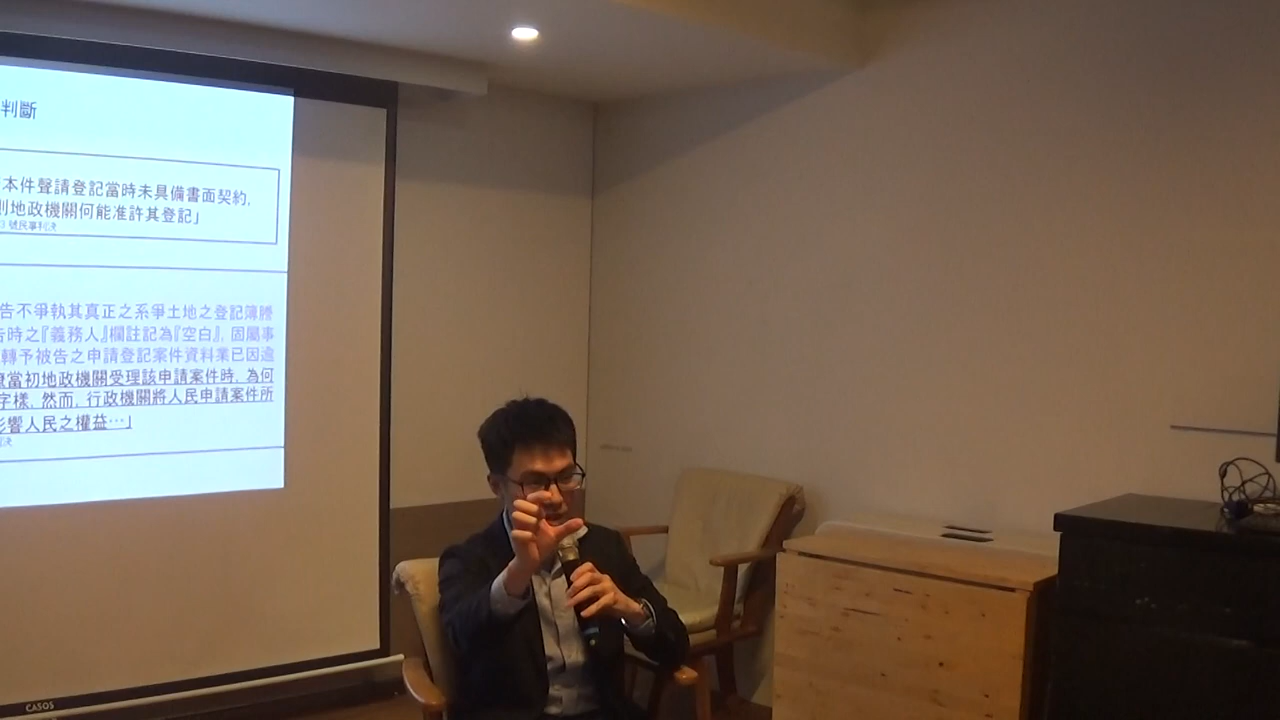 判斷
本件聲請登記當時未具備書面契約,
則地政機關何能准許其登記」
號民事判決
告不爭執其真正之系爭土地之登記簿謄
告時之『義務人』欄註記為『空白』, 固屬事
轉予被告之申請登記案件資料業已因逾
當初地政機關受理該申請案件時, 為何
字樣, 然而, 行政機關將人民申請案件所
影響人民之權益…」
決
CASOS